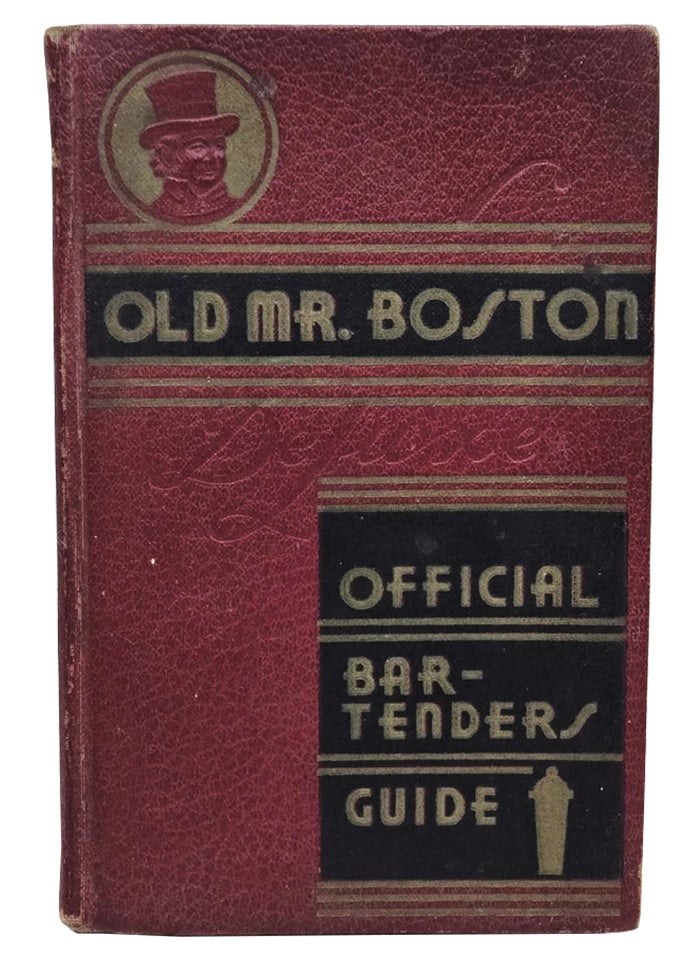 OLD MR. BOSTON
DeLuxe
OFFICIAL
BAR-
TENDERS
GUIDE